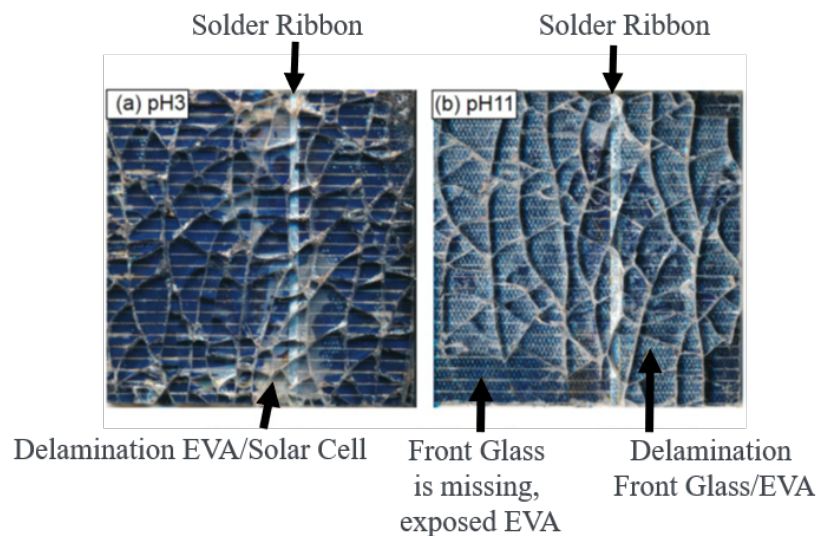 Solder Ribbon
Solder Ribbon
(a) pH3
(b) pH11
Delamination EVA/Solar Cell
Front Glass
is missing,
exposed EVA
Delamination
Front Glass/EVA